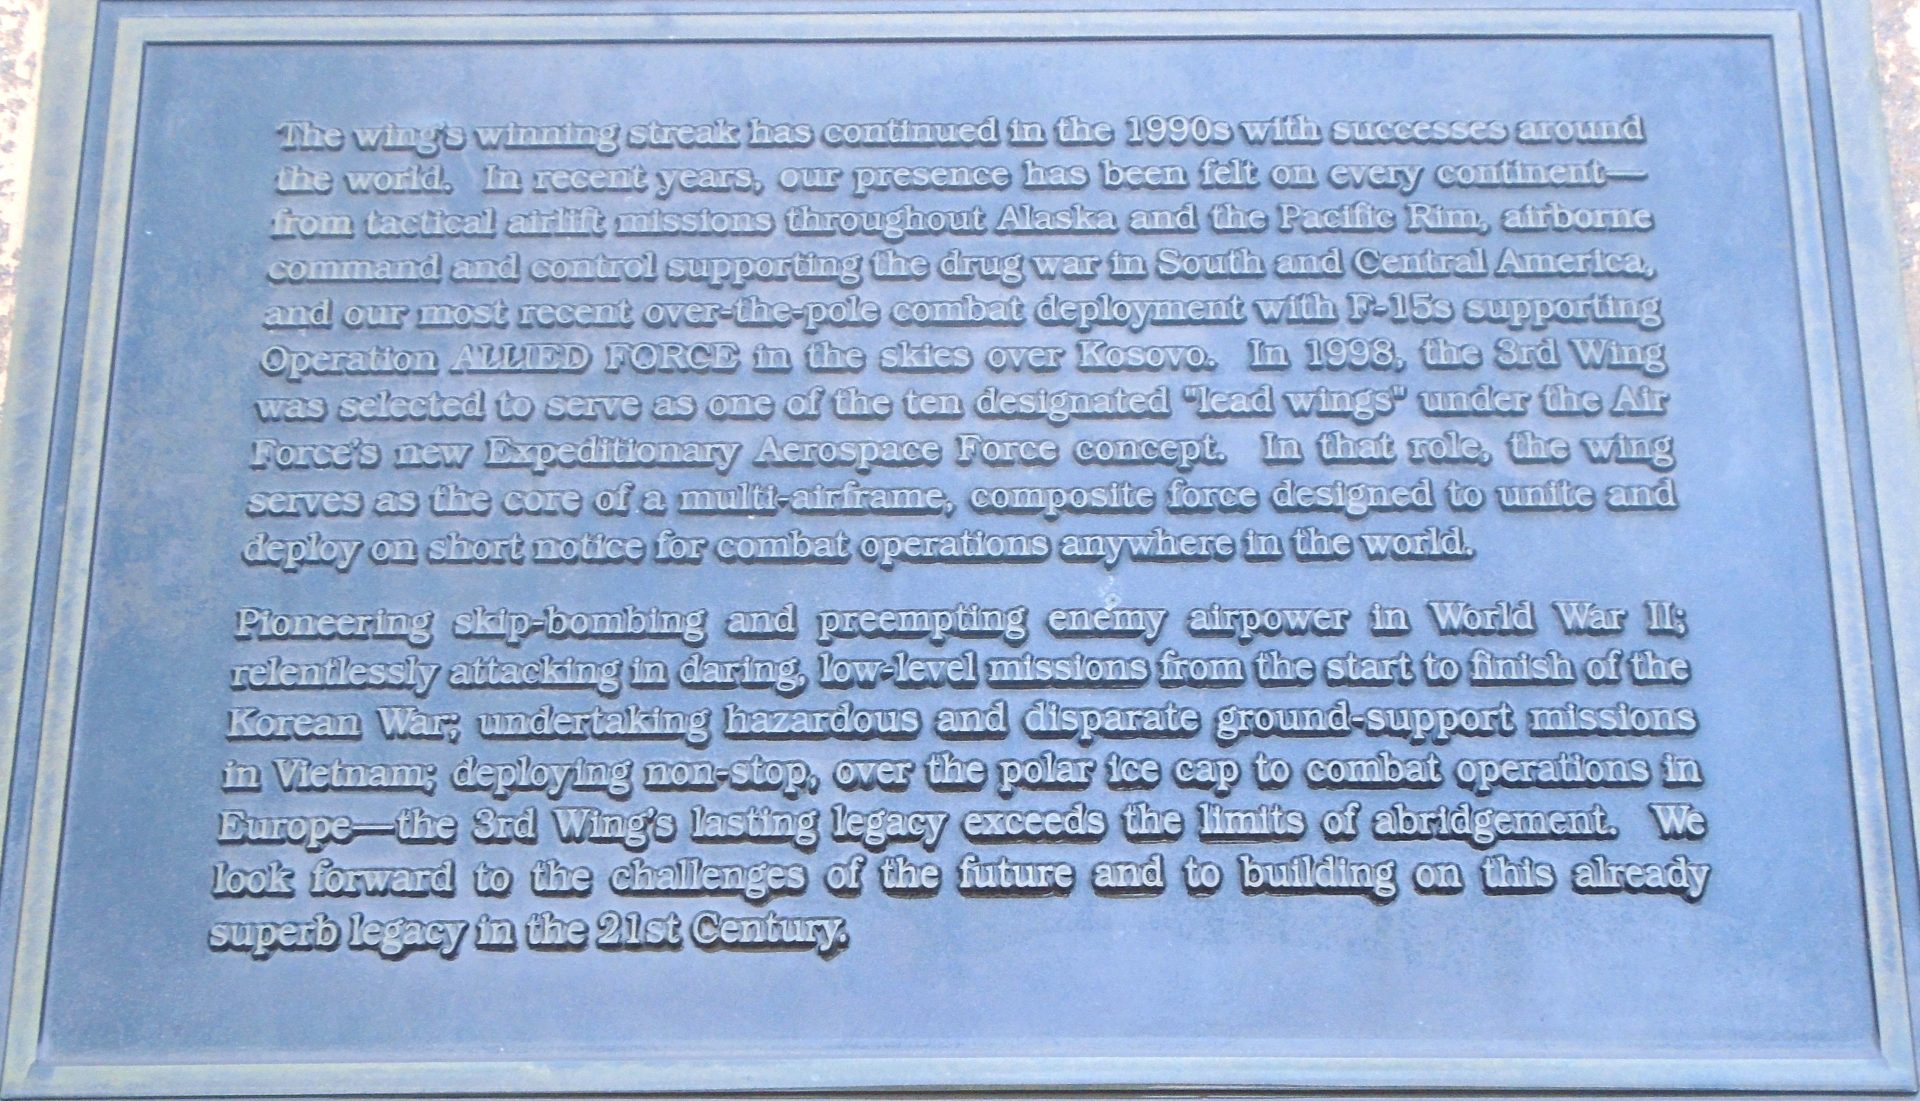 The wing's winning streak has continued in the 1990s with successes around
the world. In recent years, our presence has been felt on every continent—
from tactical airlift missions throughout Alaska and the Pacific Rim, airborne
command and control supporting the drug war in South and Central America,
and our most recent over-the-pole combat deployment with F-15s supporting
Operation ALLIED FORCE in the skies over Kosovo. In 1998, the 3rd Wing
was selected to serve as one of the ten designated "lead wings" under the Air
Force's new Expeditionary Aerospace Force concept. In that role, the wing
serves as the core of a multi-airframe, composite force designed to unite and
deploy on short notice for combat operations anywhere in the world.
Pioneering skip-bombing and preempting enemy airpower in World War II;
relentlessly attacking in daring, low-level missions from the start to finish of the
Korean War; undertaking hazardous and disparate ground-support missions
in Vietnam; deploying non-stop, over the polar ice cap to combat operations in
Europe—the 3rd Wing's lasting legacy exceeds the limits of abridgement. We
look forward to the challenges of the future and to building on this already
superb legacy in the 21st Century.